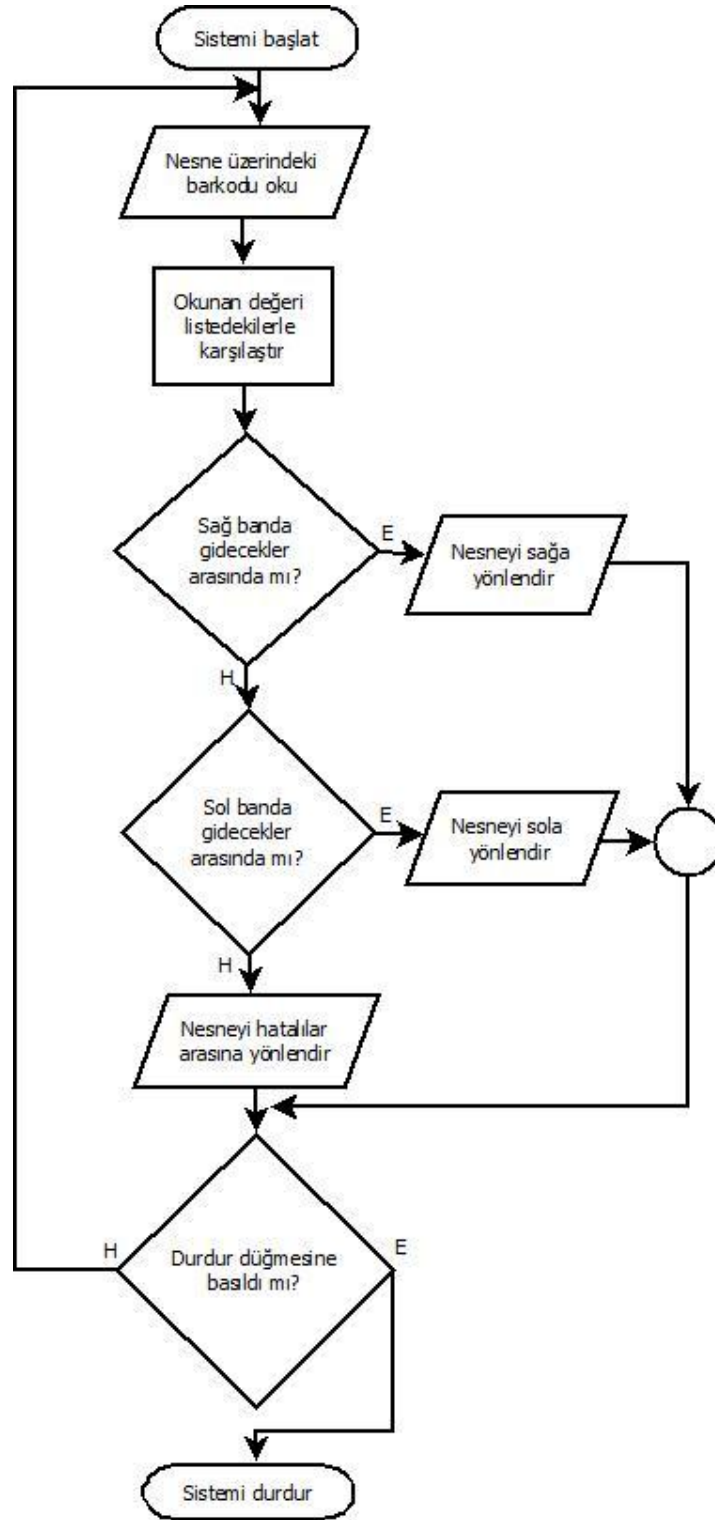 Sistemi başlat
Nesne üzerindeki
barkodu oku
Okunan değeri
listedekilerle
karşılaştır
Sağ banda
gidecekler
arasında mı?
E
Nesneyi sağa
yönlendir
H
Sol banda
gidecekler
arasında mı?
E
Nesneyi sola
yönlendir
H
Nesneyi hatalılar
arasına yönlendir
H
Durdur düğmesine
basıldı mı?
E
Sistemi durdur